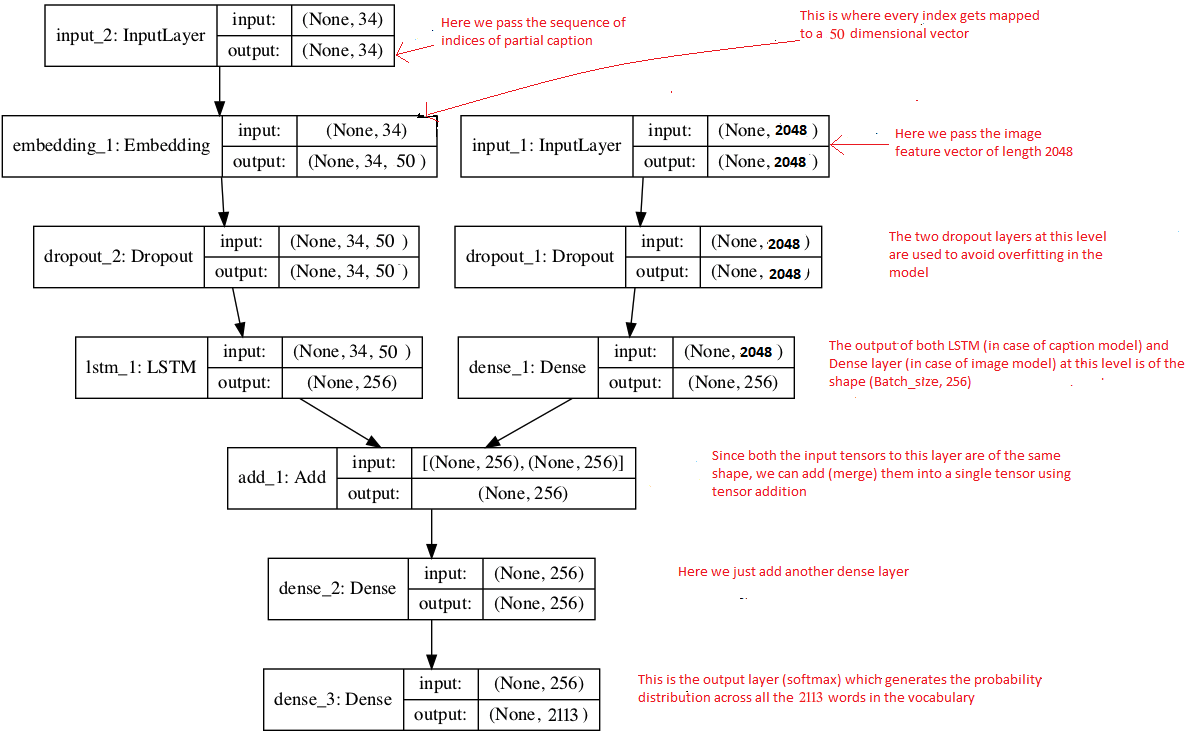 input_2: InputLayer
input: (None, 34)
output: (None, 34)
Here we pass the sequence of
indices of partial caption
This is where every index gets mapped
to a 50 dimensional vector
embedding_1: Embedding
input: (None, 34)
output: (None, 34, 50 )
input_1: InputLayer
input: (None, 2048 )
output: (None, 2048 )
Here we pass the image
feature vector of length 2048
dropout_2: Dropout
input: (None, 34, 50 )
output: (None, 34, 50 )
dropout_1: Dropout
input: (None, 2048 )
output: (None, 2048 )
The two dropout layers at this level
are used to avoid overfitting in the
model
lstm_1: LSTM
input: (None, 34, 50 )
output: (None, 256)
dense_1: Dense
input: (None, 2048 )
output: (None, 256)
The output of both LSTM (in case of caption model) and
Dense layer (in case of image model) at this level is of the
shape (Batch_size, 256)
add_1: Add
input: [(None, 256), (None, 256)]
output: (None, 256)
Since both the input tensors to this layer are of the same
shape, we can add (merge) them into a single tensor using
tensor addition
dense_2: Dense
input: (None, 256)
output: (None, 256)
Here we just add another dense layer
dense_3: Dense
input: (None, 256)
output: (None, 2113 )
This is the output layer (softmax) which generates the probability
distribution across all the 2113 words in the vocabulary